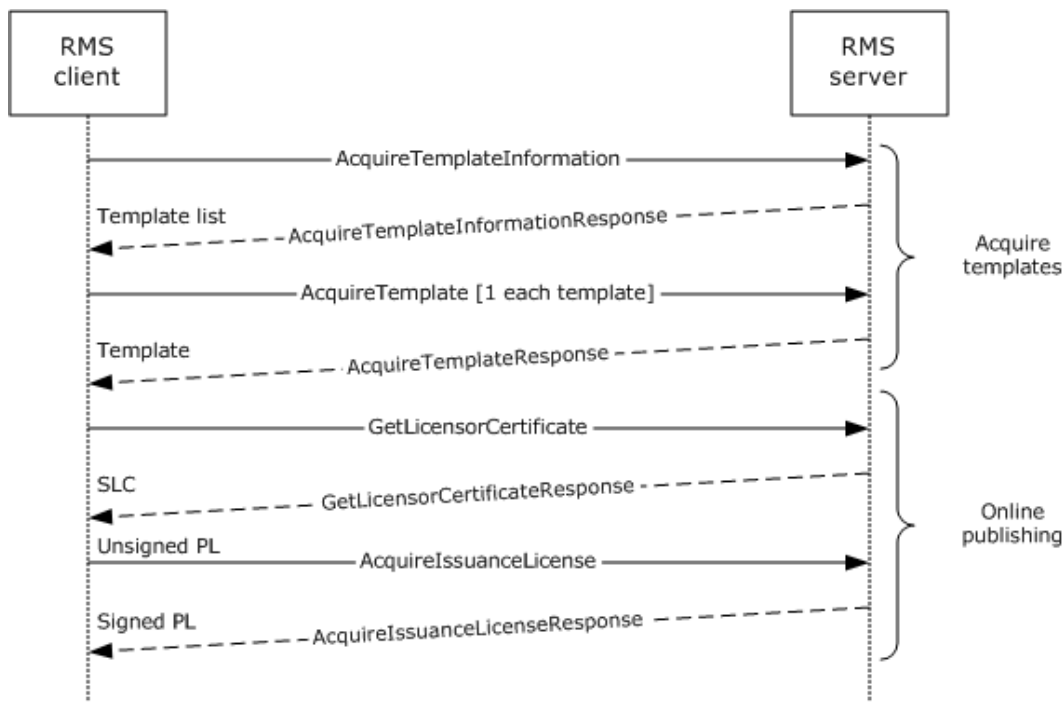 RMS
client
RMS
server
AcquireTemplateInformation
Template list
AcquireTemplateInformationResponse
Acquire
templates
AcquireTemplate [1 each template]
Template
AcquireTemplateResponse
GetLicensorCertificate
SLC
GetLicensorCertificateResponse
Online
publishing
Unsigned PL
AcquireIssuanceLicense
Signed PL
AcquireIssuanceLicenseResponse